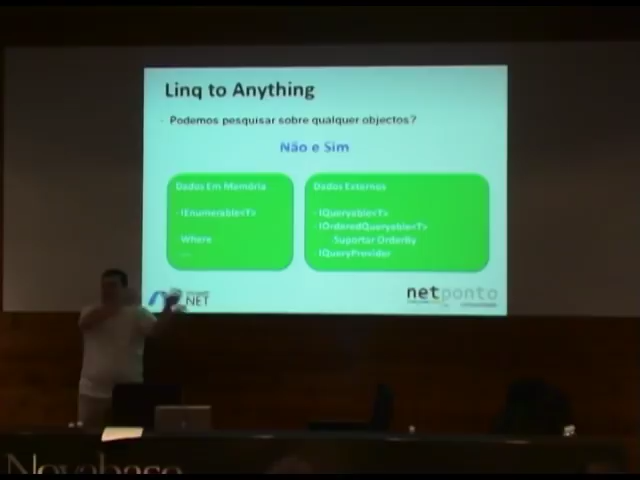 Linq to Anything
- Podemos pesquisar sobre qualquer objectos?
Não e Sim
Dados Em Memória
- IEnumerable<T>
Where
...
Dados Externos
- IQueryable<T>
- IOrderedQueryable<T>
- Suportar OrderBy
- IQueryProvider
NET
netponto
Novabase